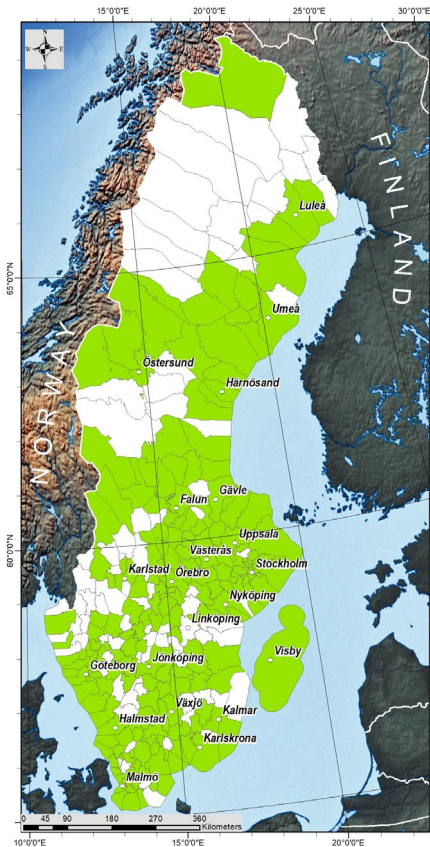 15°0'0"E 20°0'0"E 25°0'0"E 30°0'0"E
N
W E
S
FINLAND
Luleå
65°0'0"N
Umeå
NORWAY
Östersund
Härnösand
Gävle
Falun
Uppsala
60°0'0"N
Västerås
Stockholm
Karlstad
Örebro
Nyköping
Linköping
Visby
Jönköping
Göteborg
Växjö
Kalmar
Halmstad
Karlskrona
Malmö
0 45 90 180 270 360
Kilometers
10°0'0"E 15°0'0"E 20°0'0"E